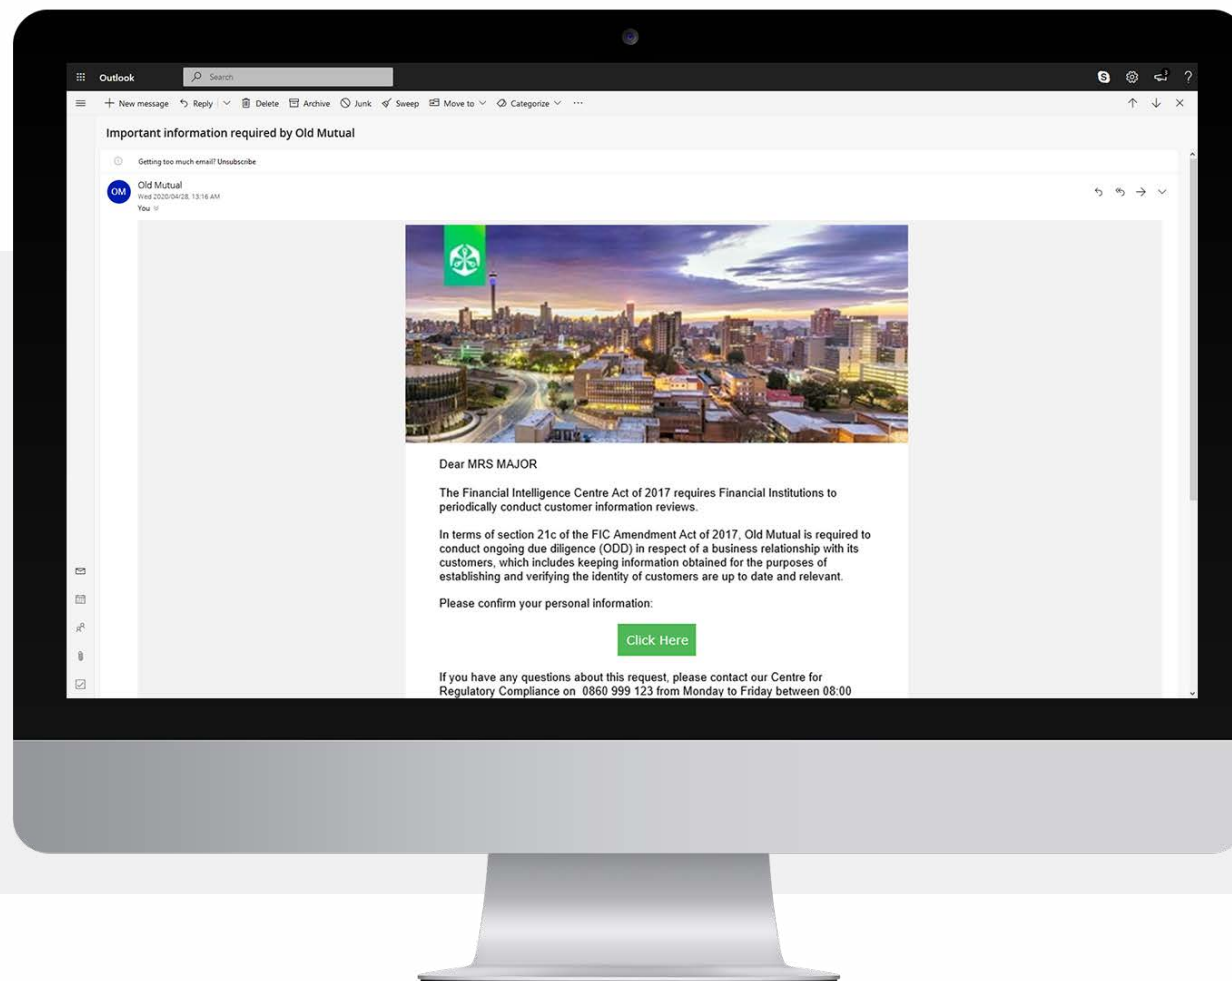 Outlook
Search
New message Reply Delete Archive Junk Sweep Move to Categorize ...
Important information required by Old Mutual
Getting too much email? Unsubscribe
OM
Old Mutual
Wed 2020/04/28, 13:16 AM
You
Dear MRS MAJOR
The Financial Intelligence Centre Act of 2017 requires Financial Institutions to
periodically conduct customer information reviews.
In terms of section 21c of the FIC Amendment Act of 2017, Old Mutual is required to
conduct ongoing due diligence (ODD) in respect of a business relationship with its
customers, which includes keeping information obtained for the purposes of
establishing and verifying the identity of customers are up to date and relevant.
Please confirm your personal information:
Click Here
If you have any questions about this request, please contact our Centre for
Regulatory Compliance on 0860 999 123 from Monday to Friday between 08:00